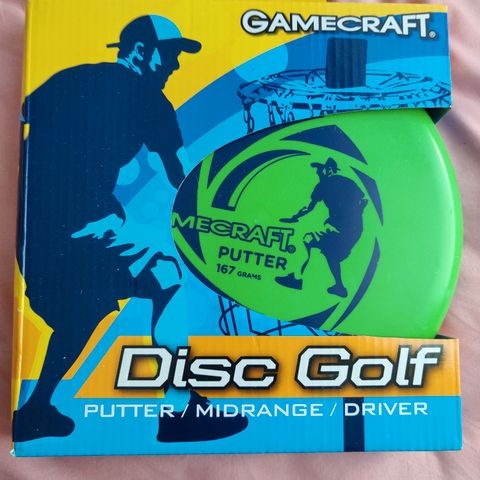 GAMECRAFT®
MECRAFT®
PUTTER
167 GRAMS
Disc Golf
PUTTER / MIDRANGE / DRIVER